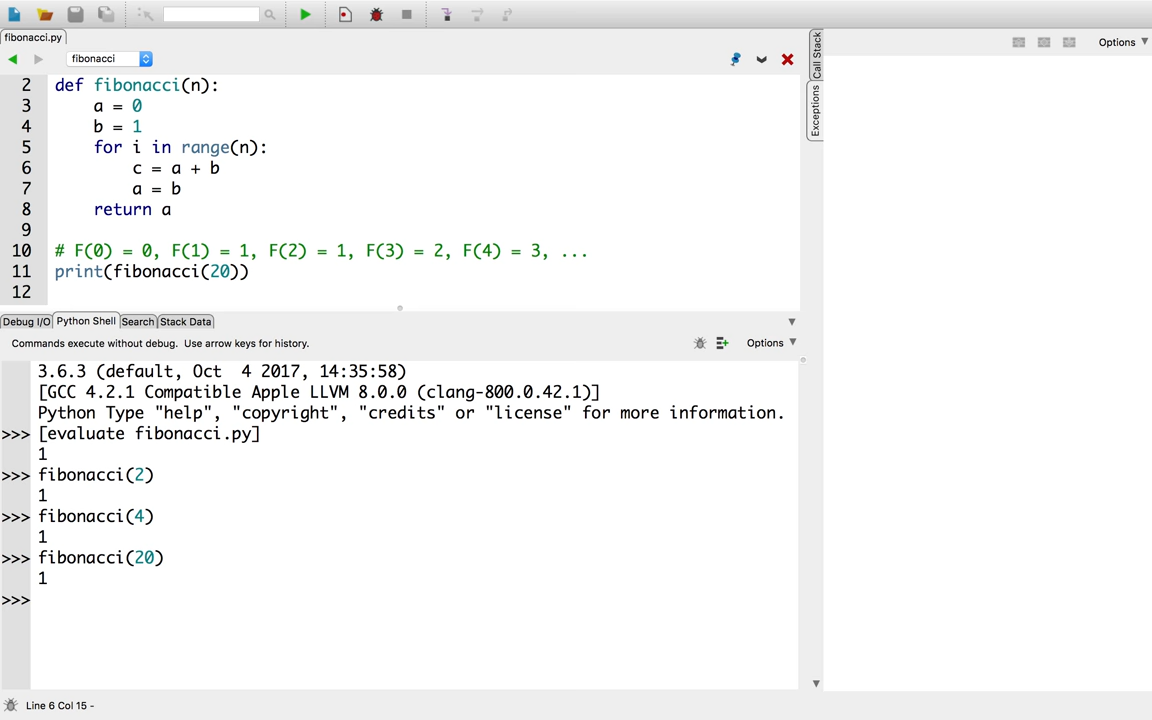 fibonacci.py
fibonacci
Options
Call Stack
Exceptions
2 def fibonacci(n):
3     a = 0
4     b = 1
5     for i in range(n):
6         c = a + b
7         a = b
8     return a
9
10 # F(0) = 0, F(1) = 1, F(2) = 1, F(3) = 2, F(4) = 3, ...
11 print(fibonacci(20))
12
Debug I/O Python Shell Search Stack Data
Commands execute without debug.  Use arrow keys for history.
Options
3.6.3 (default, Oct  4 2017, 14:35:58)
[GCC 4.2.1 Compatible Apple LLVM 8.0.0 (clang-800.0.42.1)]
Python Type "help", "copyright", "credits" or "license" for more information.
>>> [evaluate fibonacci.py]
1
>>> fibonacci(2)
1
>>> fibonacci(4)
1
>>> fibonacci(20)
1
>>>
Line 6 Col 15 -